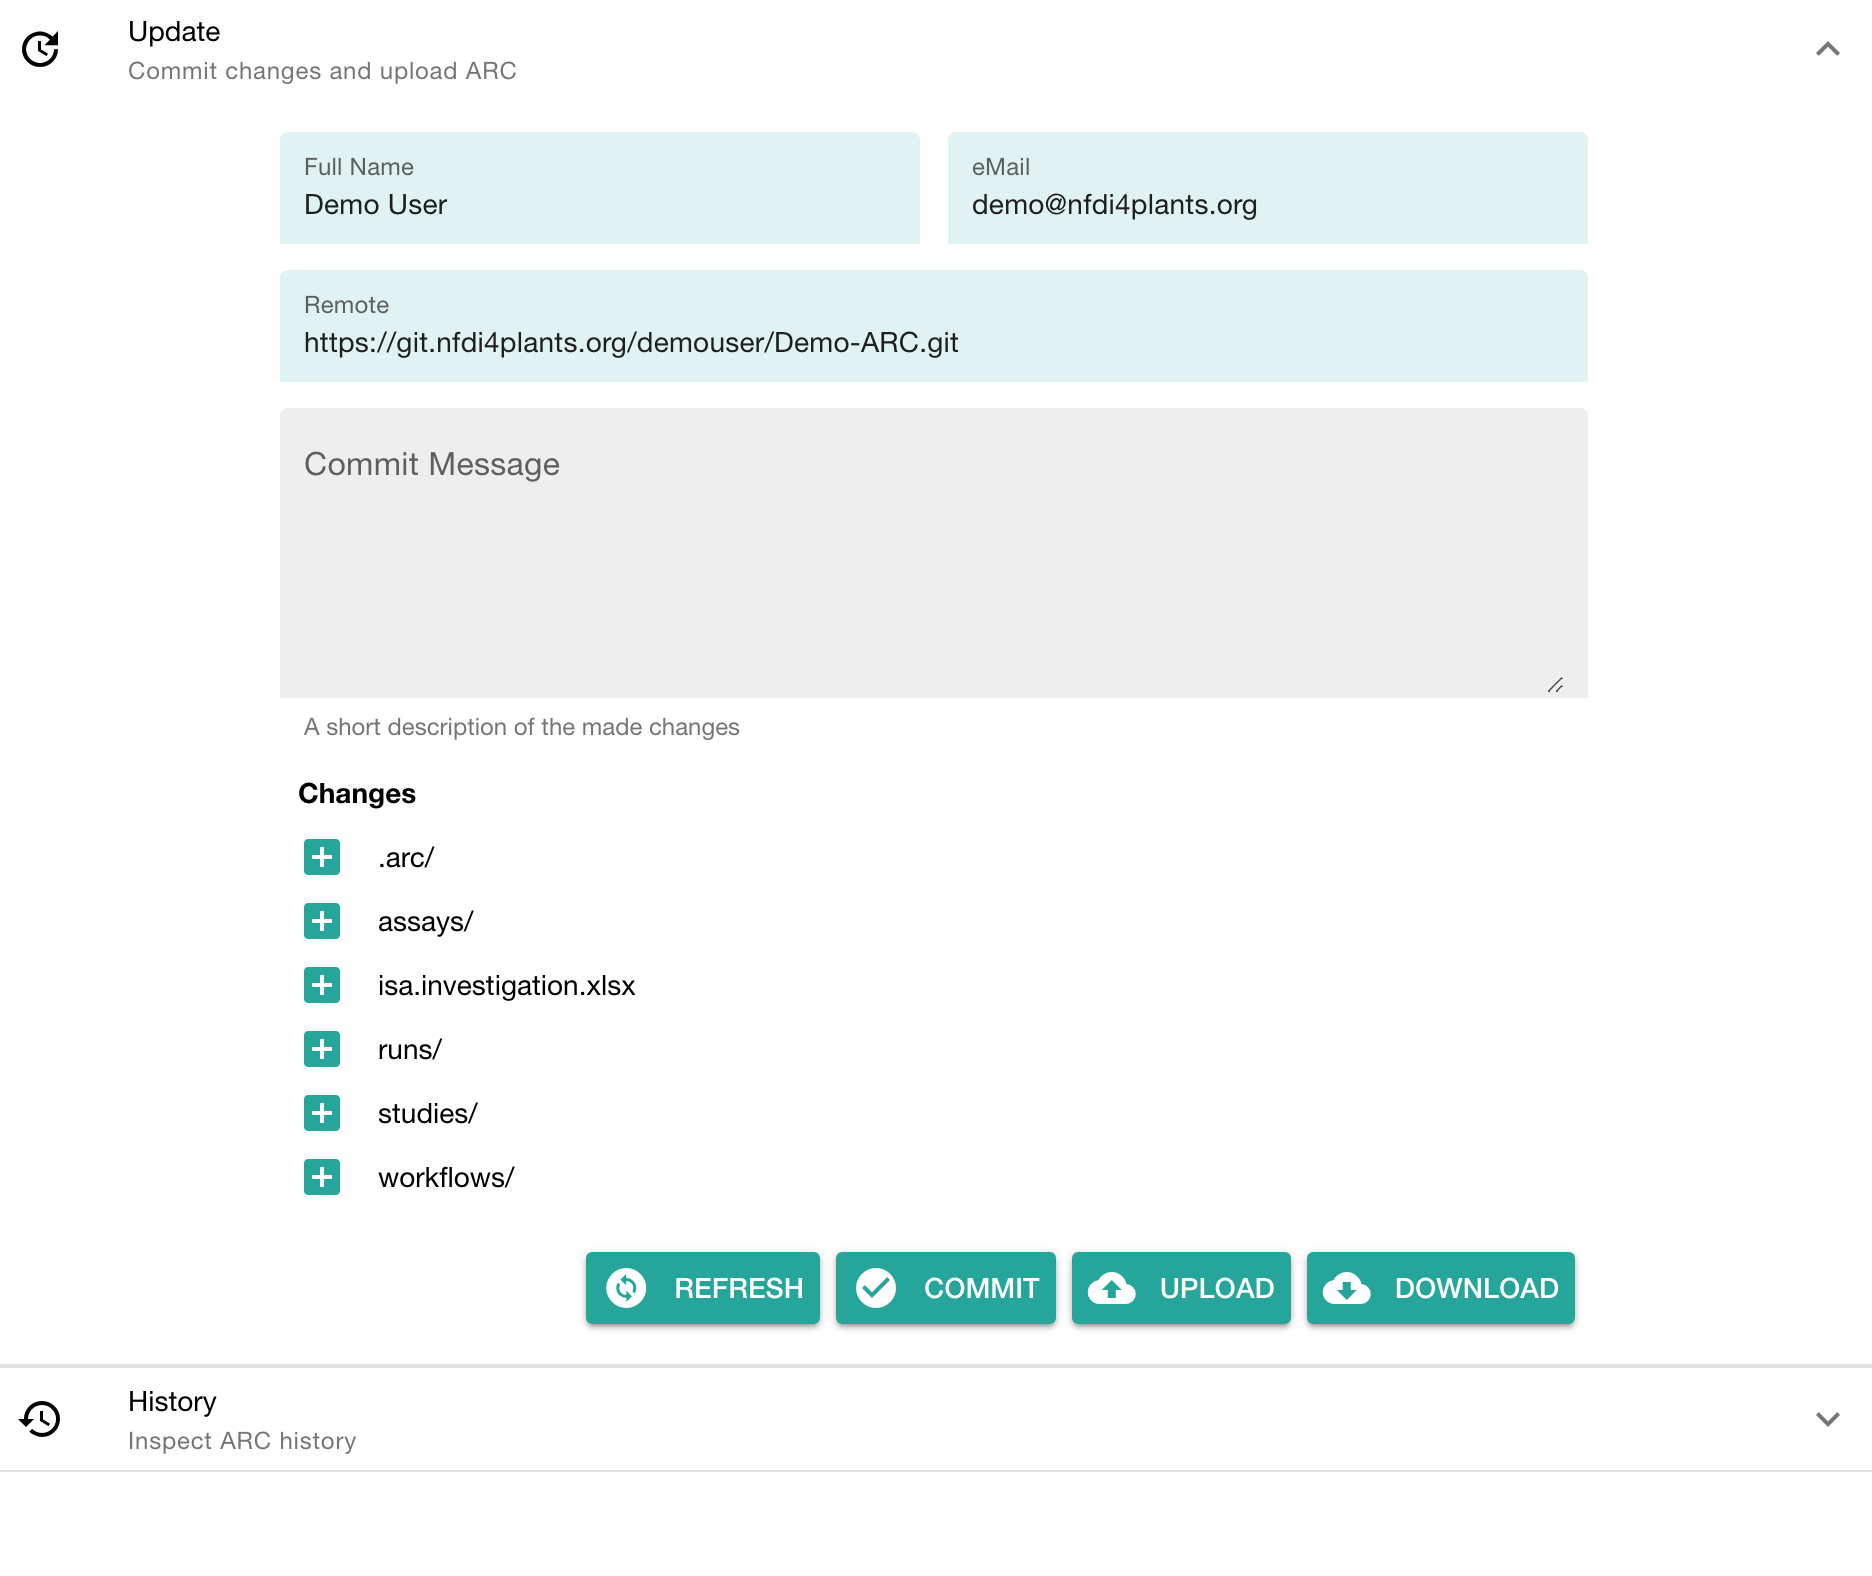 Update
Commit changes and upload ARC
Full Name
Demo User
eMail
demo@nfdi4plants.org
Remote
https://git.nfdi4plants.org/demouser/Demo-ARC.git
Commit Message
A short description of the made changes
Changes
.arc/
assays/
isa.investigation.xlsx
runs/
studies/
workflows/
REFRESH
COMMIT
UPLOAD
DOWNLOAD
History
Inspect ARC history